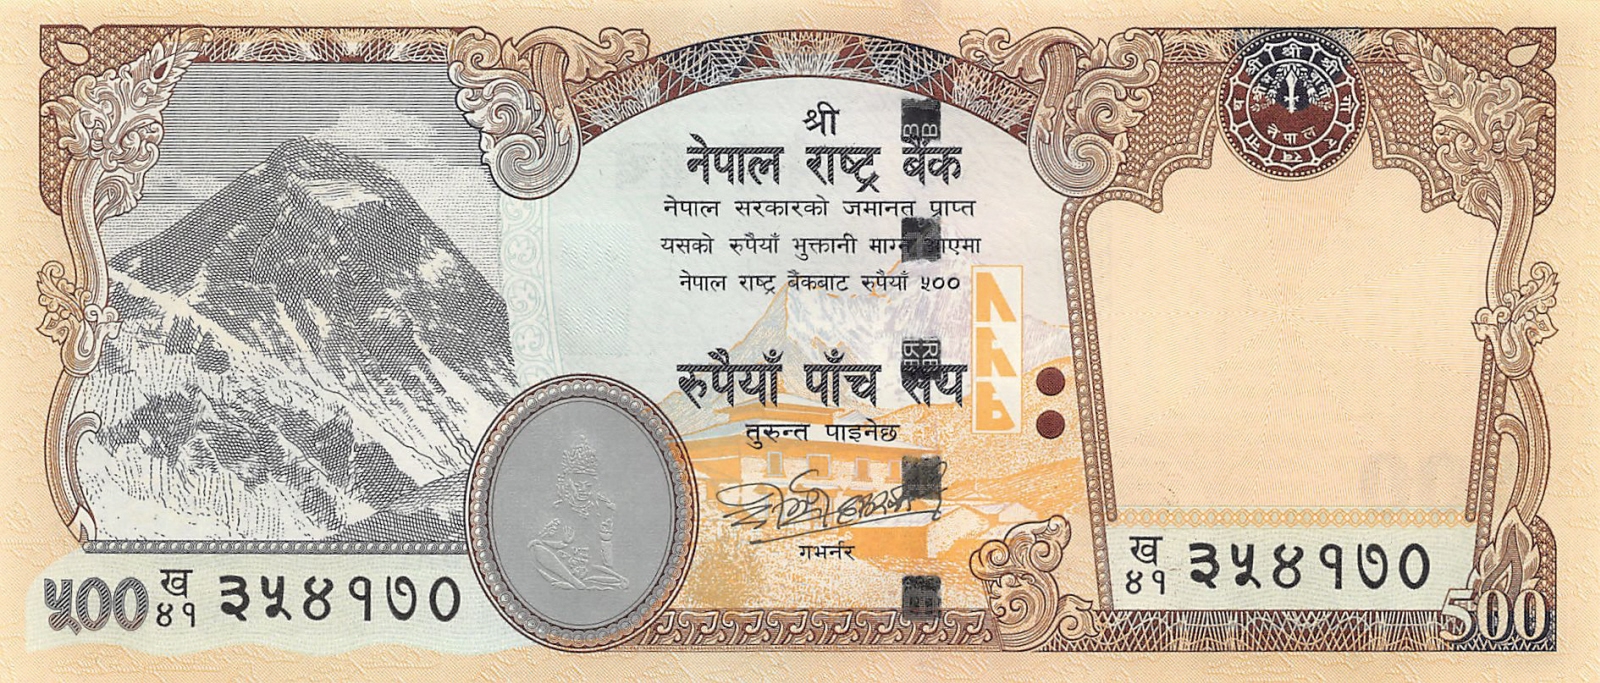 श्री
नेपाल राष्ट्र बैंक
नेपाल सरकारको जमानत प्राप्त
यसको रुपैयाँ भुक्तानी माग्न आएमा
नेपाल राष्ट्र बैंकबाट रुपैयाँ ५००
रुपैयाँ पाँच सय
तुरुन्त पाइनेछ
गभर्नर
५०० ख ४१ ३५४१७०
ख ४१ ३५४१७०
500
श्री
नेपाल